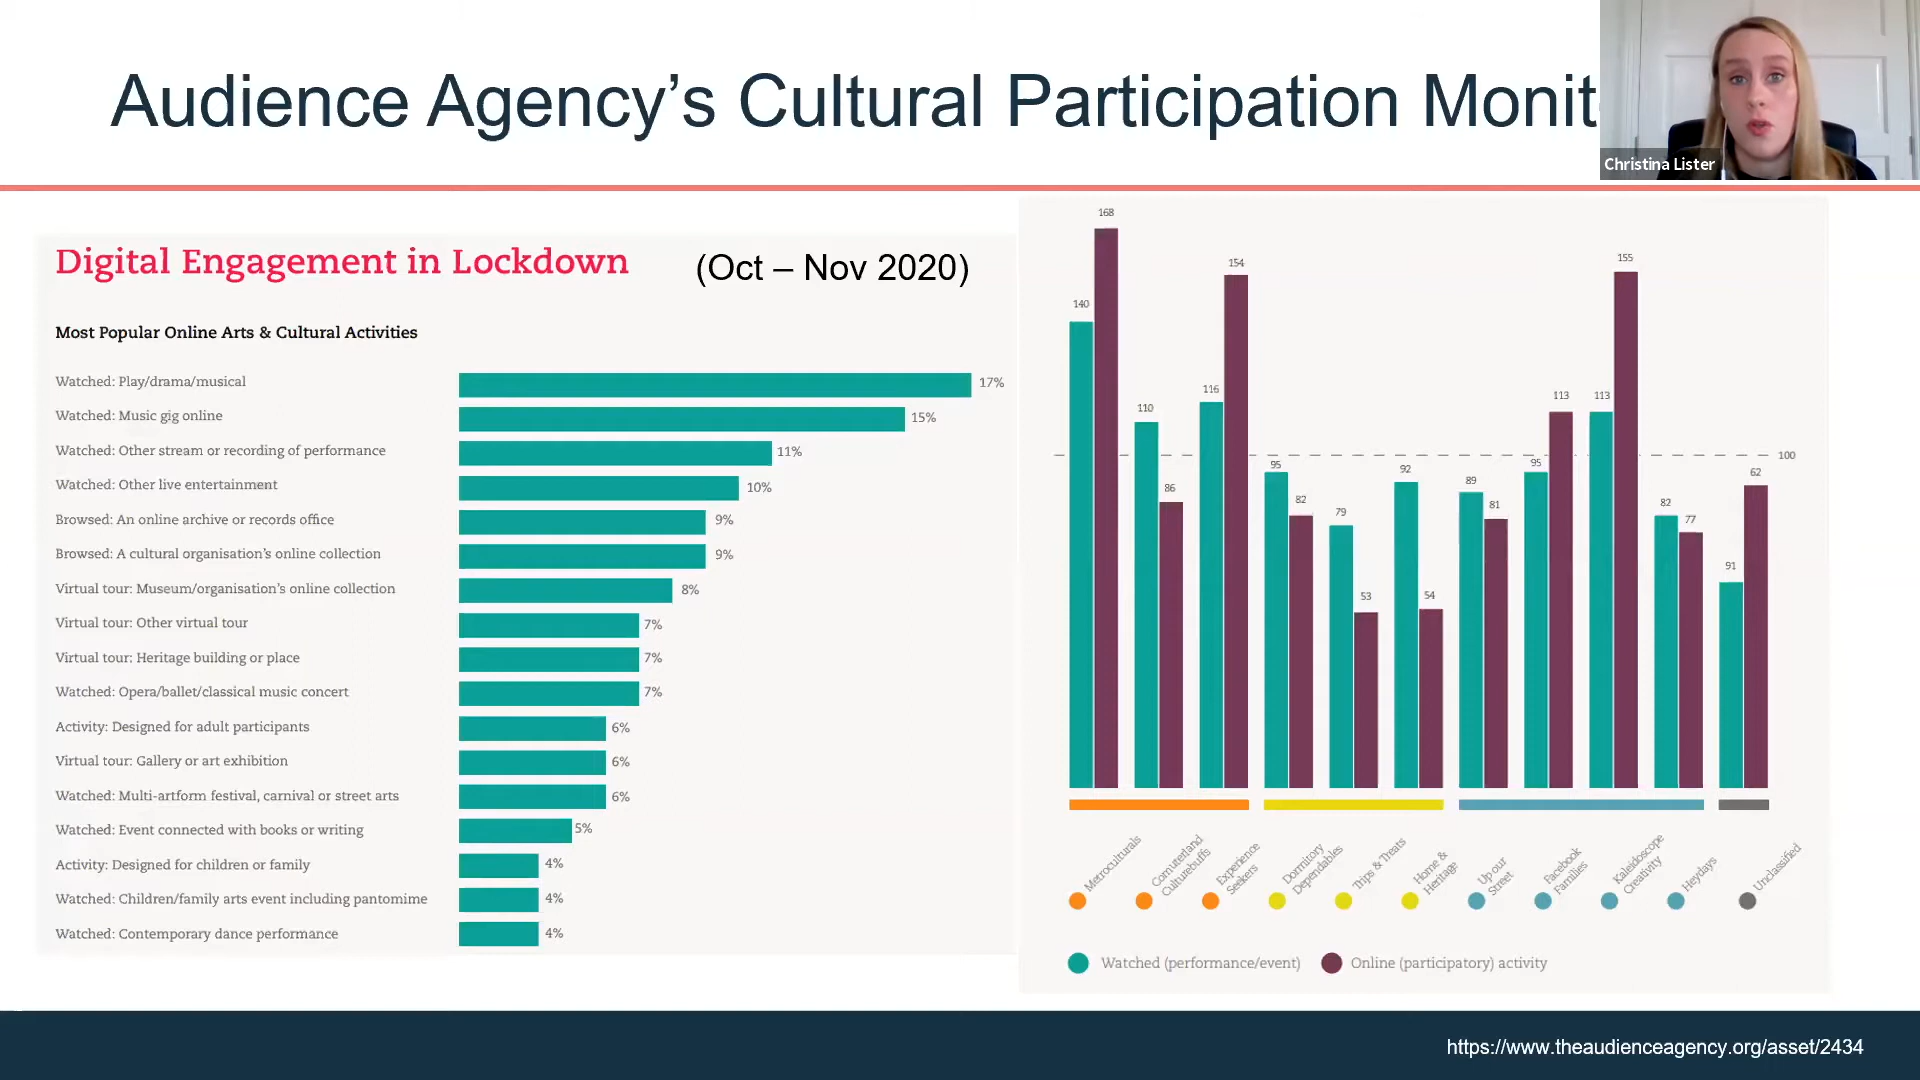 Audience Agency's Cultural Participation Monit
Christina Lister
Digital Engagement in Lockdown
(Oct – Nov 2020)
Most Popular Online Arts & Cultural Activities
Watched: Play/drama/musical 17%
Watched: Music gig online 15%
Watched: Other stream or recording of performance 11%
Watched: Other live entertainment 10%
Browsed: An online archive or records office 9%
Browsed: A cultural organisation's online collection 9%
Virtual tour: Museum/organisation's online collection 8%
Virtual tour: Other virtual tour 7%
Virtual tour: Heritage building or place 7%
Watched: Opera/ballet/classical music concert 7%
Activity: Designed for adult participants 6%
Virtual tour: Gallery or art exhibition 6%
Watched: Multi-artform festival, carnival or street arts 6%
Watched: Event connected with books or writing 5%
Activity: Designed for children or family 4%
Watched: Children/family arts event including pantomime 4%
Watched: Contemporary dance performance 4%
140 168
110 86
116 154
95 82
79 53
92 54
89 81
95 113
113 155
82 77
91 62
100
Metroculturals
Comuterland
Culturebuffs
Experience
Seekers
Dormitory
Dependables
Trips & Treats
Home &
Heritage
Up our
Street
Facebook
Families
Kaleidoscope
Creativity
Heydays
Unclassified
Watched (performance/event)
Online (participatory) activity
https://www.theaudienceagency.org/asset/2434